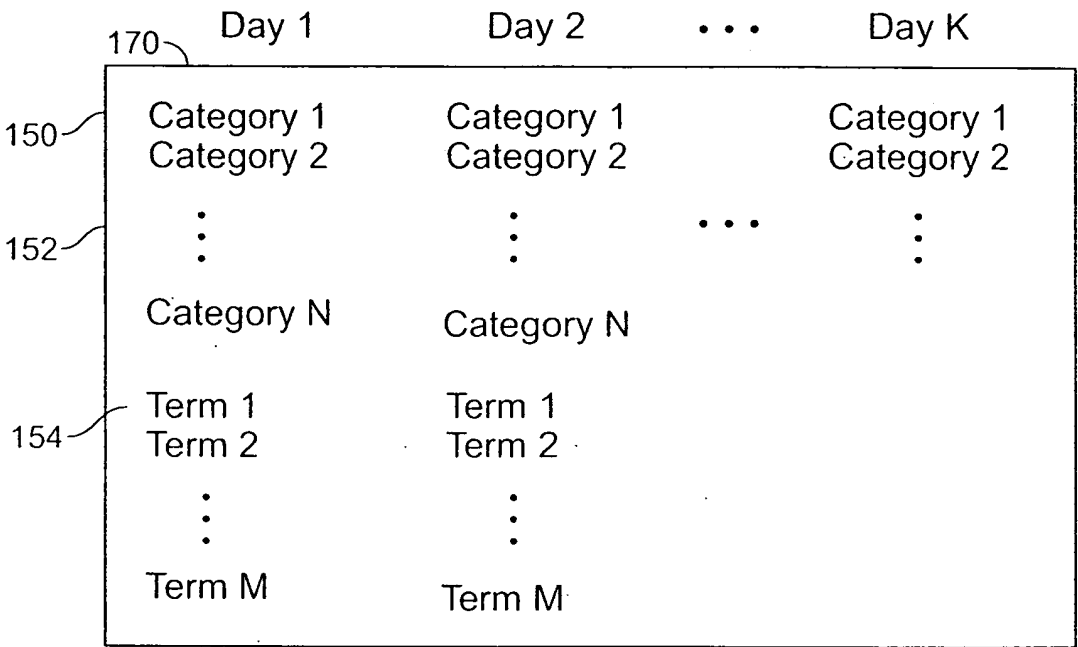 Day 1 Day 2 • • • Day K
170
150 Category 1 Category 1 Category 1
Category 2 Category 2 Category 2
152 • • •
Category N Category N
154 Term 1 Term 1
Term 2 Term 2
Term M Term M